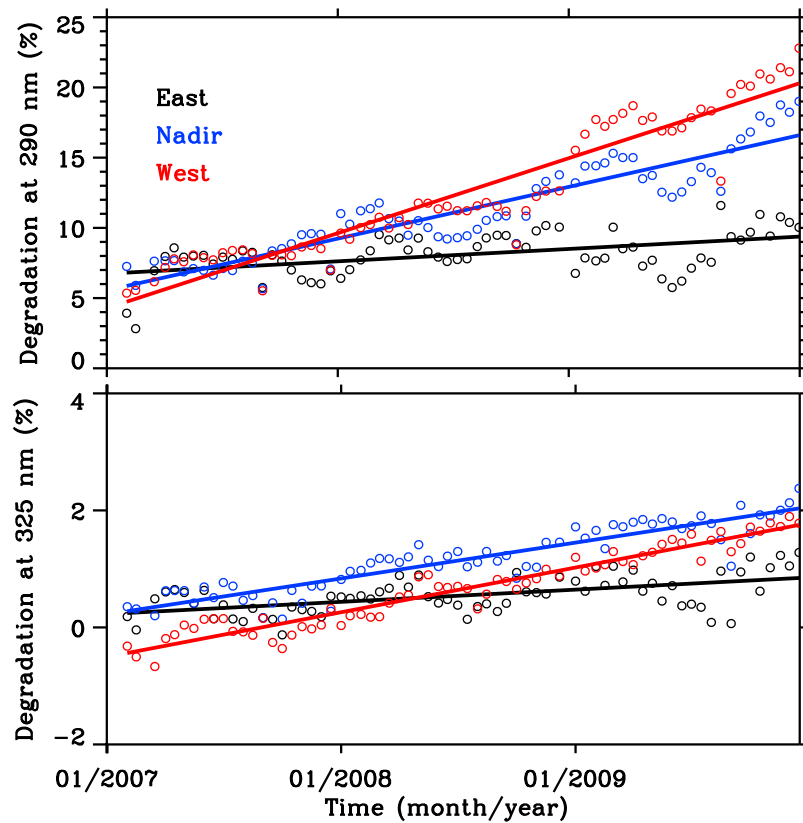 Degradation at 290 nm (%)
25
20
15
10
5
0
East
Nadir
West
Degradation at 325 nm (%)
4
2
0
-2
01/2007
01/2008
01/2009
Time (month/year)